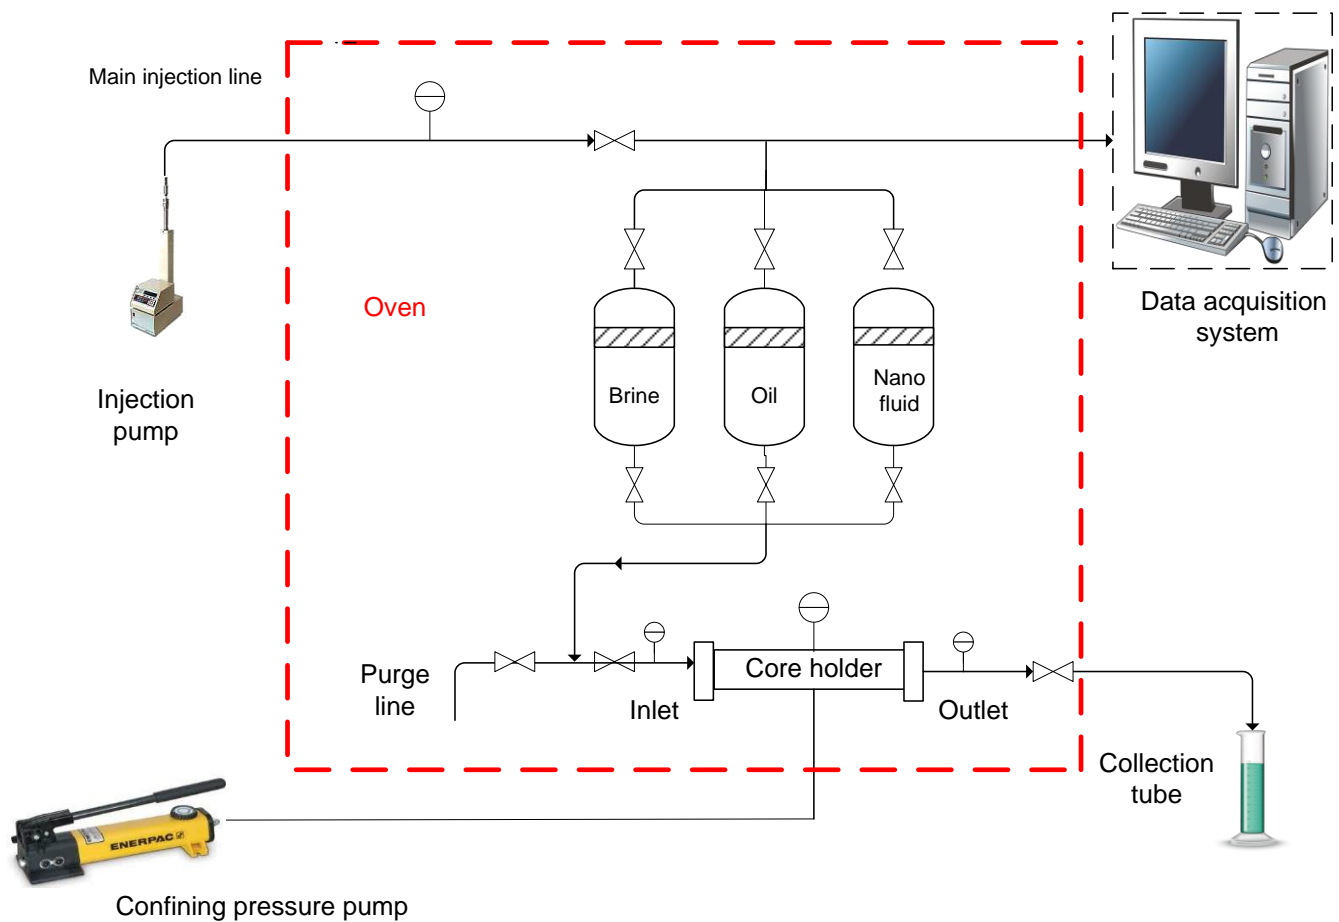 Main injection line
Oven
Data acquisition
system
Injection
pump
Brine
Oil
Nano
fluid
Purge
line
Core holder
Inlet
Outlet
Collection
tube
ENERPAC
Confining pressure pump